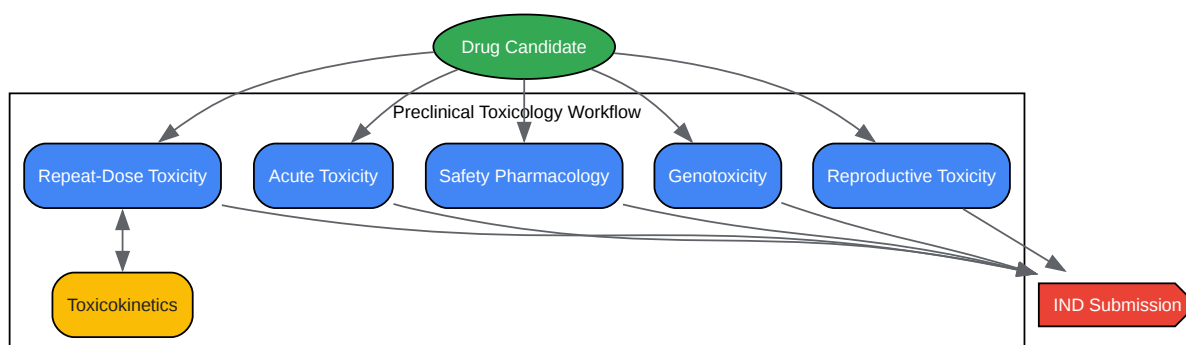 Drug Candidate
Preclinical Toxicology Workflow
Repeat-Dose Toxicity
Acute Toxicity
Safety Pharmacology
Genotoxicity
Reproductive Toxicity
Toxicokinetics
IND Submission